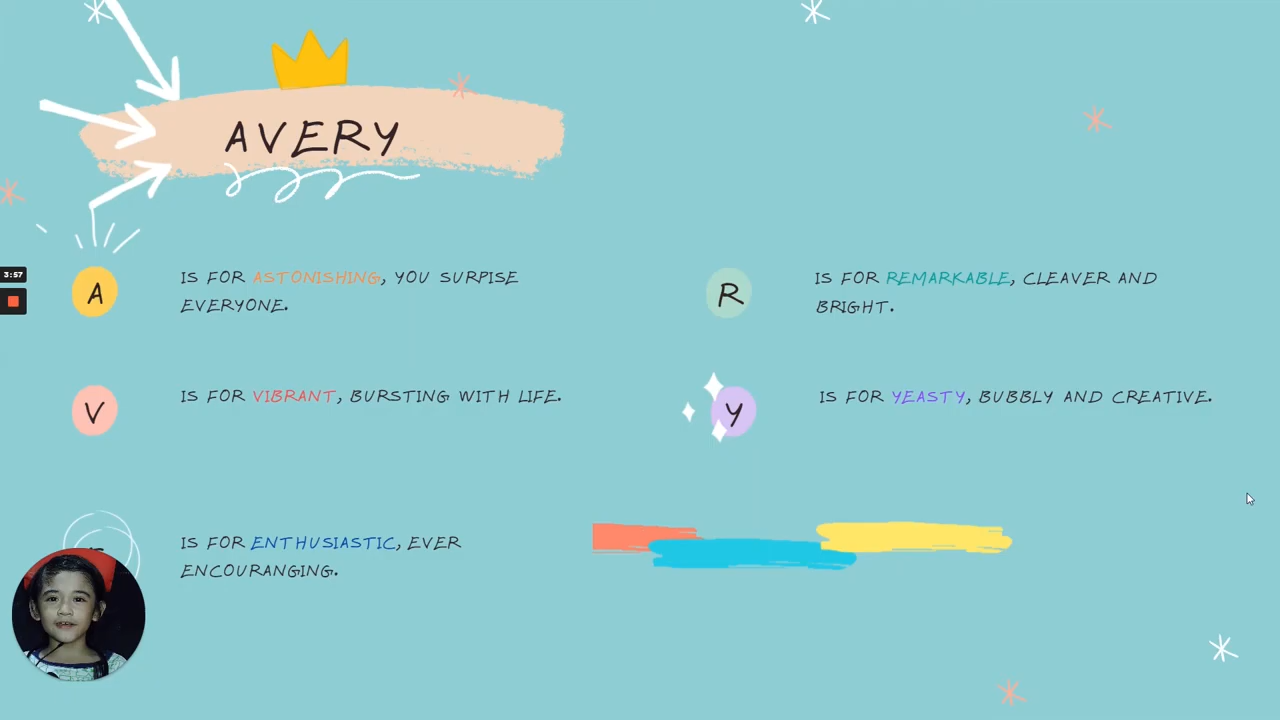 AVERY
3:57
A
IS FOR ASTONISHING, YOU SURPISE
EVERYONE.
V
IS FOR VIBRANT, BURSTING WITH LIFE.
IS FOR ENTHUSIASTIC, EVER
ENCOURANGING.
R
IS FOR REMARKABLE, CLEAVER AND
BRIGHT.
Y
IS FOR YEASTY, BUBBLY AND CREATIVE.